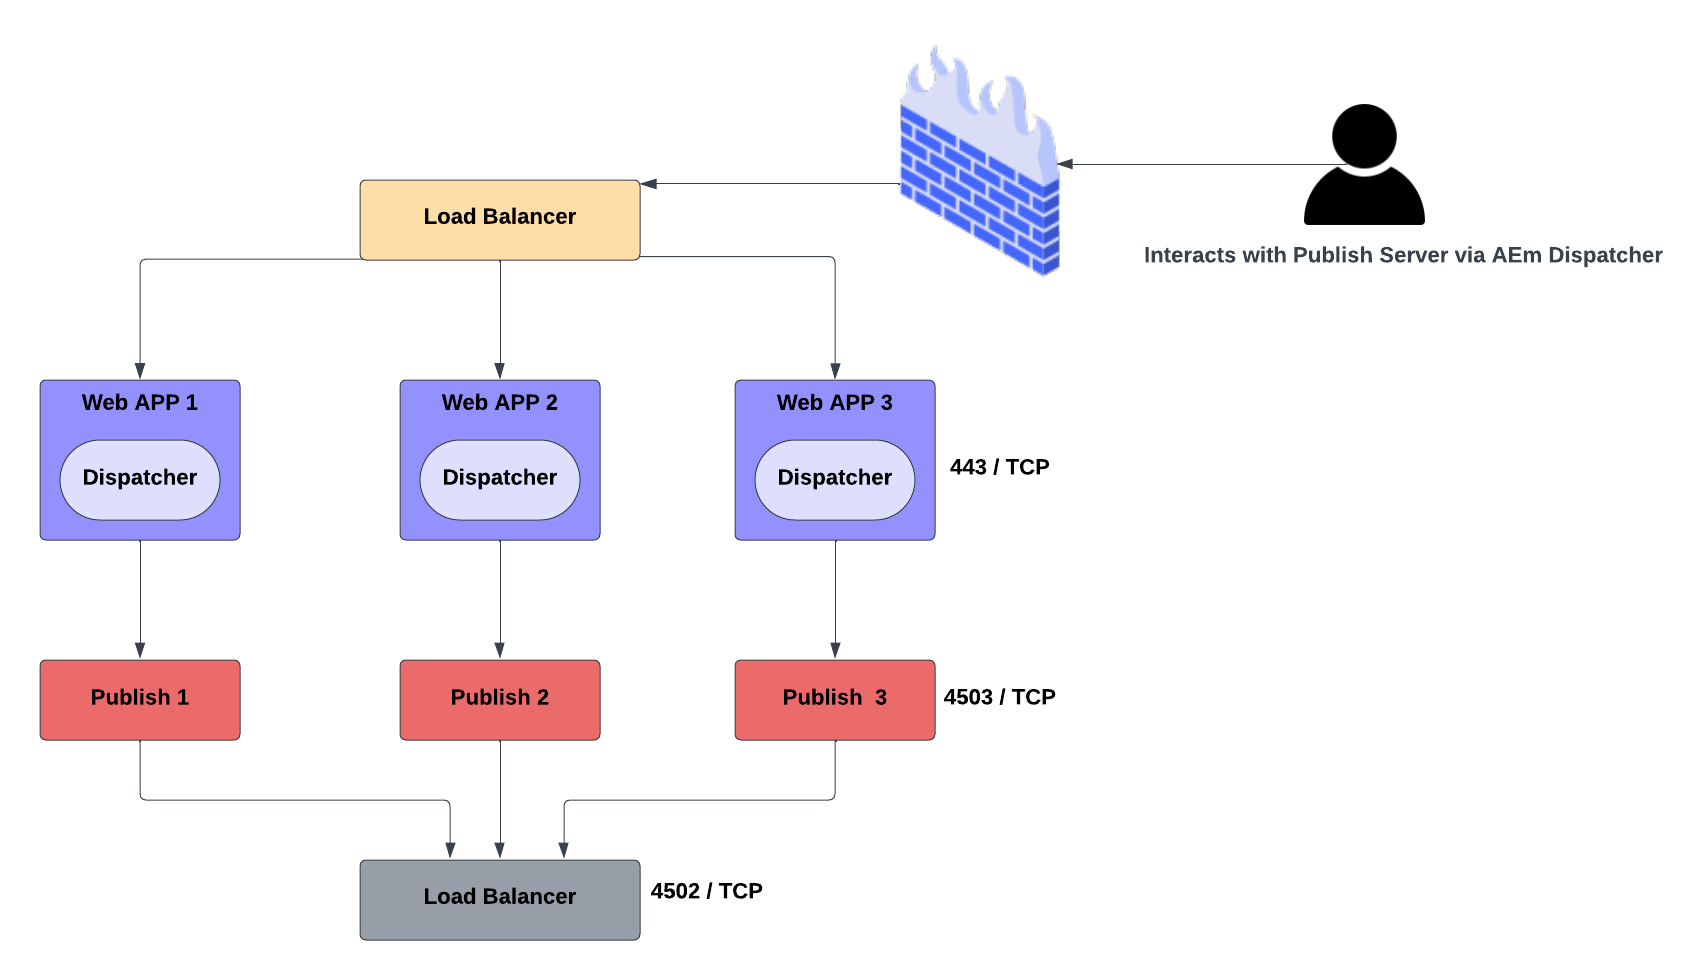 Load Balancer
Interacts with Publish Server via AEm Dispatcher
Web APP 1
Web APP 2
Web APP 3
Dispatcher
Dispatcher
Dispatcher
443 / TCP
Publish 1
Publish 2
Publish  3
4503 / TCP
Load Balancer
4502 / TCP